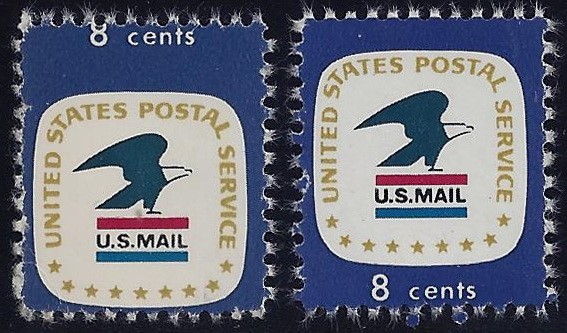 8 cents
UNITED STATES POSTAL SERVICE
U.S.MAIL
UNITED STATES POSTAL SERVICE
U.S.MAIL
8 cents